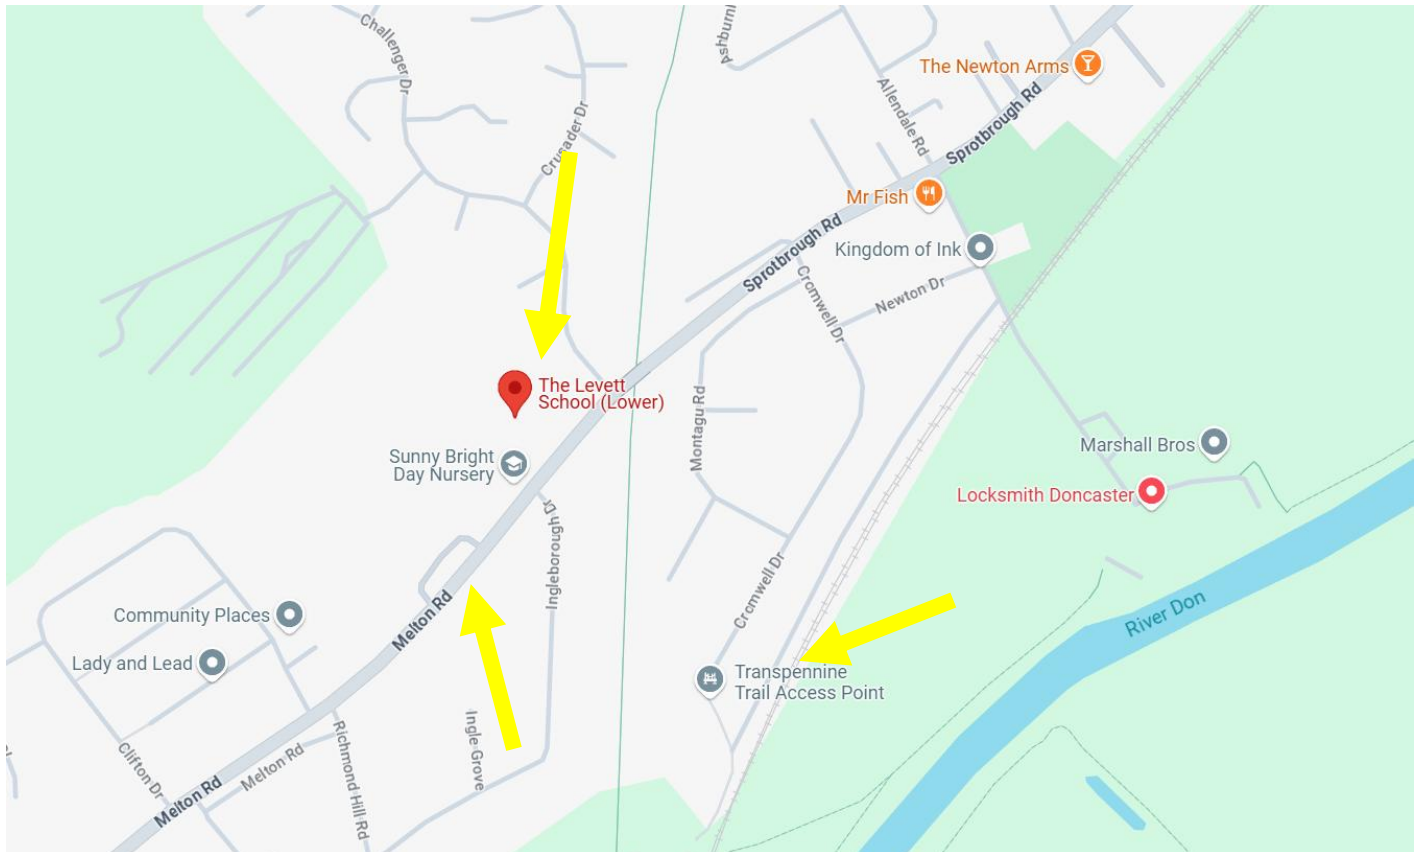 Challenger Dr
Ashburn
The Newton Arms
Allendale Rd
Sprotbrough Rd
Crusader Dr
Mr Fish
Sprotbrough Rd
Kingdom of Ink
Cromwell Dr
Newton Dr
The Levett
School (Lower)
Montagu Rd
Marshall Bros
Sunny Bright
Day Nursery
Locksmith Doncaster
Ingleborough Dr
Cromwell Dr
River Don
Community Places
Melton Rd
Lady and Lead
Transpennine
Trail Access Point
Ingle Grove
Richmond Hill Rd
Clifton Dr
Melton Rd
Melton Rd